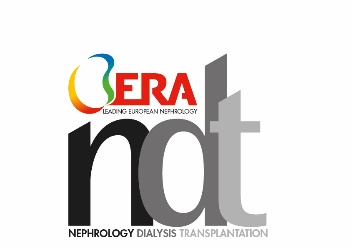 ERA
LEADING EUROPEAN NEPHROLOGY
ndt
NEPHROLOGY DIALYSIS TRANSPLANTATION